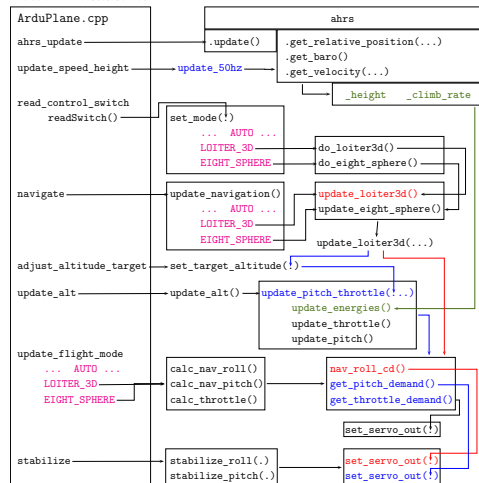 ArduPlane.cpp ahrs
ahrs_update .update() .get_relative_position(...)
.get_baro()
update_speed_height update_50hz .get_velocity(...)
_height _climb_rate
read_control_switch
readSwitch() set_mode(.)
... AUTO ...
LOITER_3D do_loiter3d()
EIGHT_SPHERE do_eight_sphere()
navigate update_navigation() update_loiter3d()
... AUTO ... update_eight_sphere()
LOITER_3D
EIGHT_SPHERE update_loiter3d(...)
adjust_altitude_target set_target_altitude(.)
update_alt update_alt() update_pitch_throttle(...)
update_energies()
update_throttle()
update_pitch()
update_flight_mode
... AUTO ... calc_nav_roll() nav_roll_cd()
LOITER_3D calc_nav_pitch() get_pitch_demand()
EIGHT_SPHERE calc_throttle() get_throttle_demand()
set_servo_out(.)
stabilize stabilize_roll(.) set_servo_out(.)
stabilize_pitch(.) set_servo_out(.)